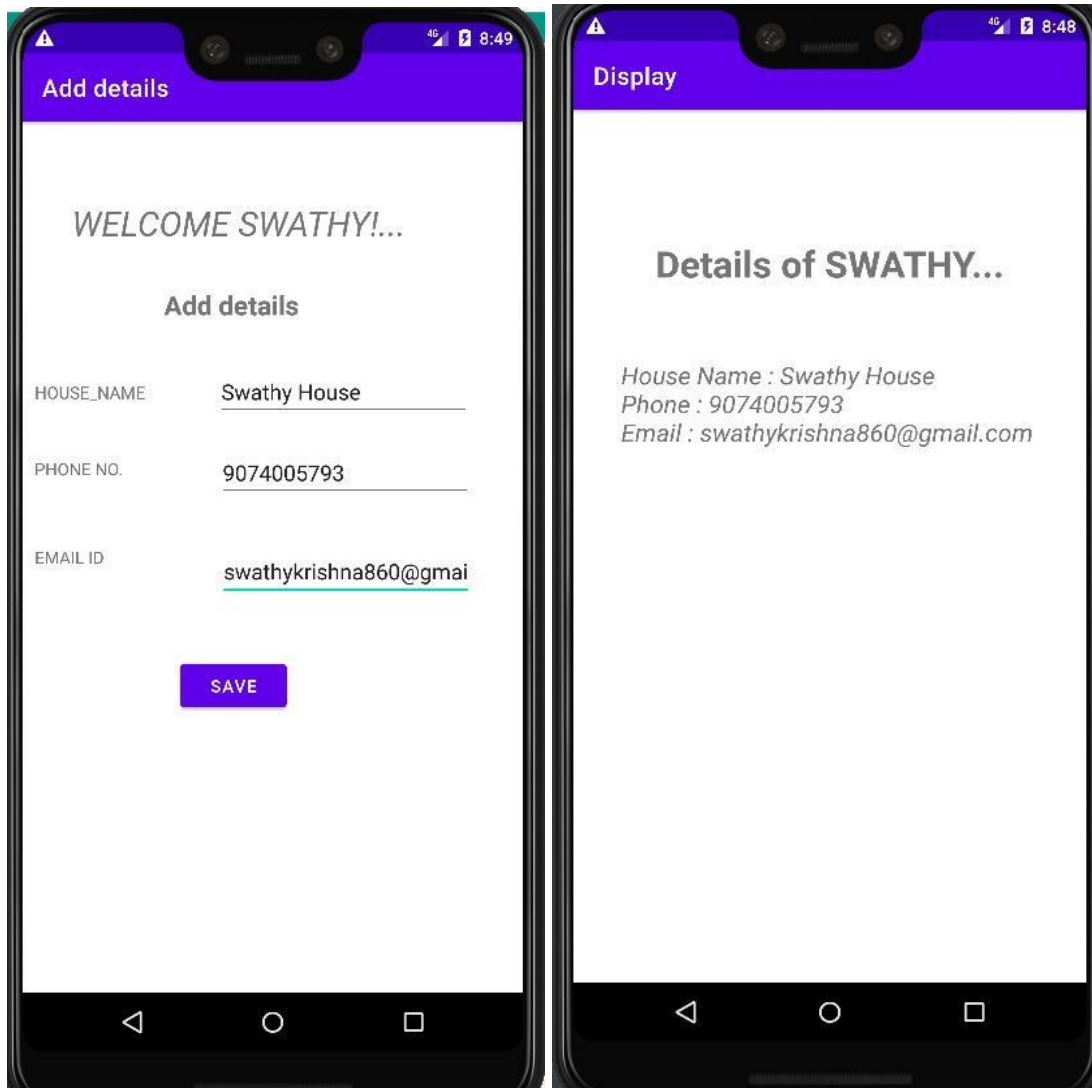 8:49
Add details
WELCOME SWATHY!...
Add details
HOUSE_NAME Swathy House
PHONE NO. 9074005793
EMAIL ID swathykrishna860@gmai
SAVE
8:48
Display
Details of SWATHY...
House Name : Swathy House
Phone : 9074005793
Email : swathykrishna860@gmail.com